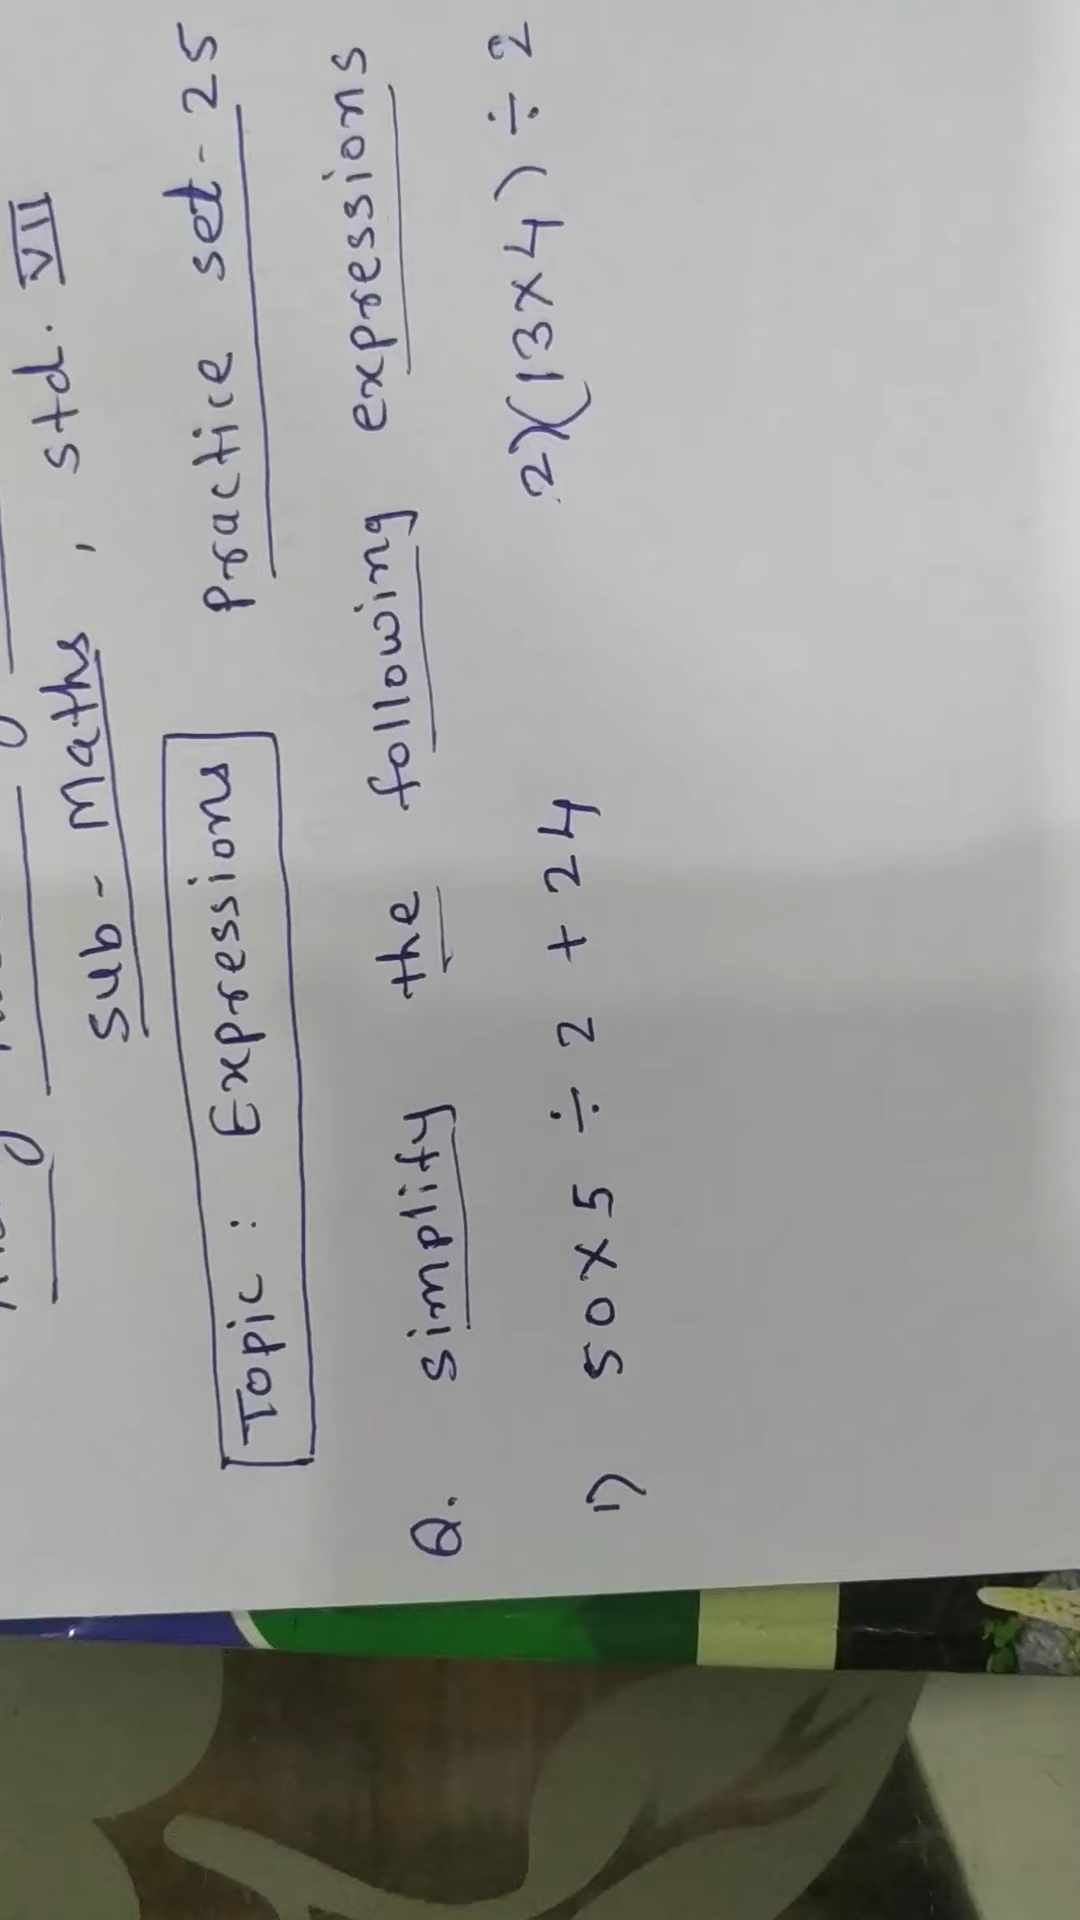 Sub - Maths , std. VII
Topic : Expressions Practice set - 25
Q. Simplify the following expressions
1) 50 x 5 ÷ 2 + 24 2) (13 x 4) ÷ 2